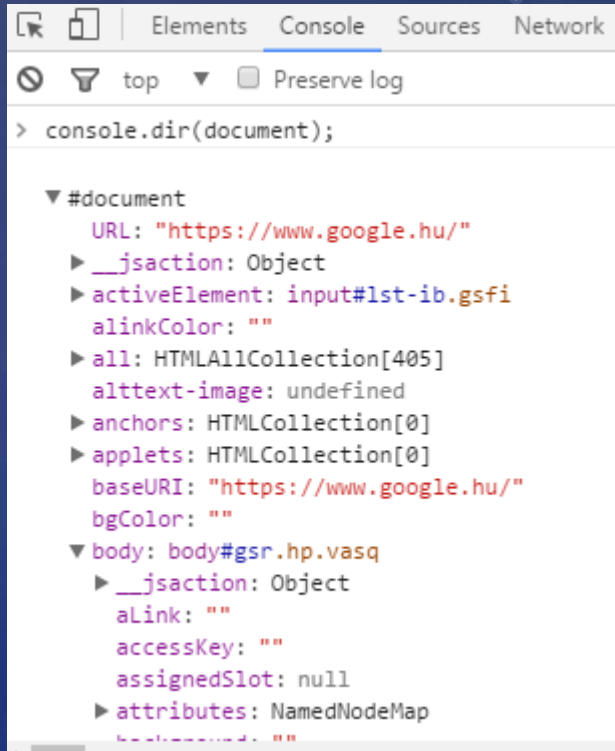 Elements Console Sources Network
top ▼ Preserve log
> console.dir(document);
▼ #document
URL: "https://www.google.hu/"
▶ __jsaction: Object
▶ activeElement: input#lst-ib.gsfi
alinkColor: ""
▶ all: HTMLAllCollection[405]
alttext-image: undefined
▶ anchors: HTMLCollection[0]
▶ applets: HTMLCollection[0]
baseURI: "https://www.google.hu/"
bgColor: ""
▼ body: body#gsr.hp.vasq
▶ __jsaction: Object
aLink: ""
accessKey: ""
assignedSlot: null
▶ attributes: NamedNodeMap